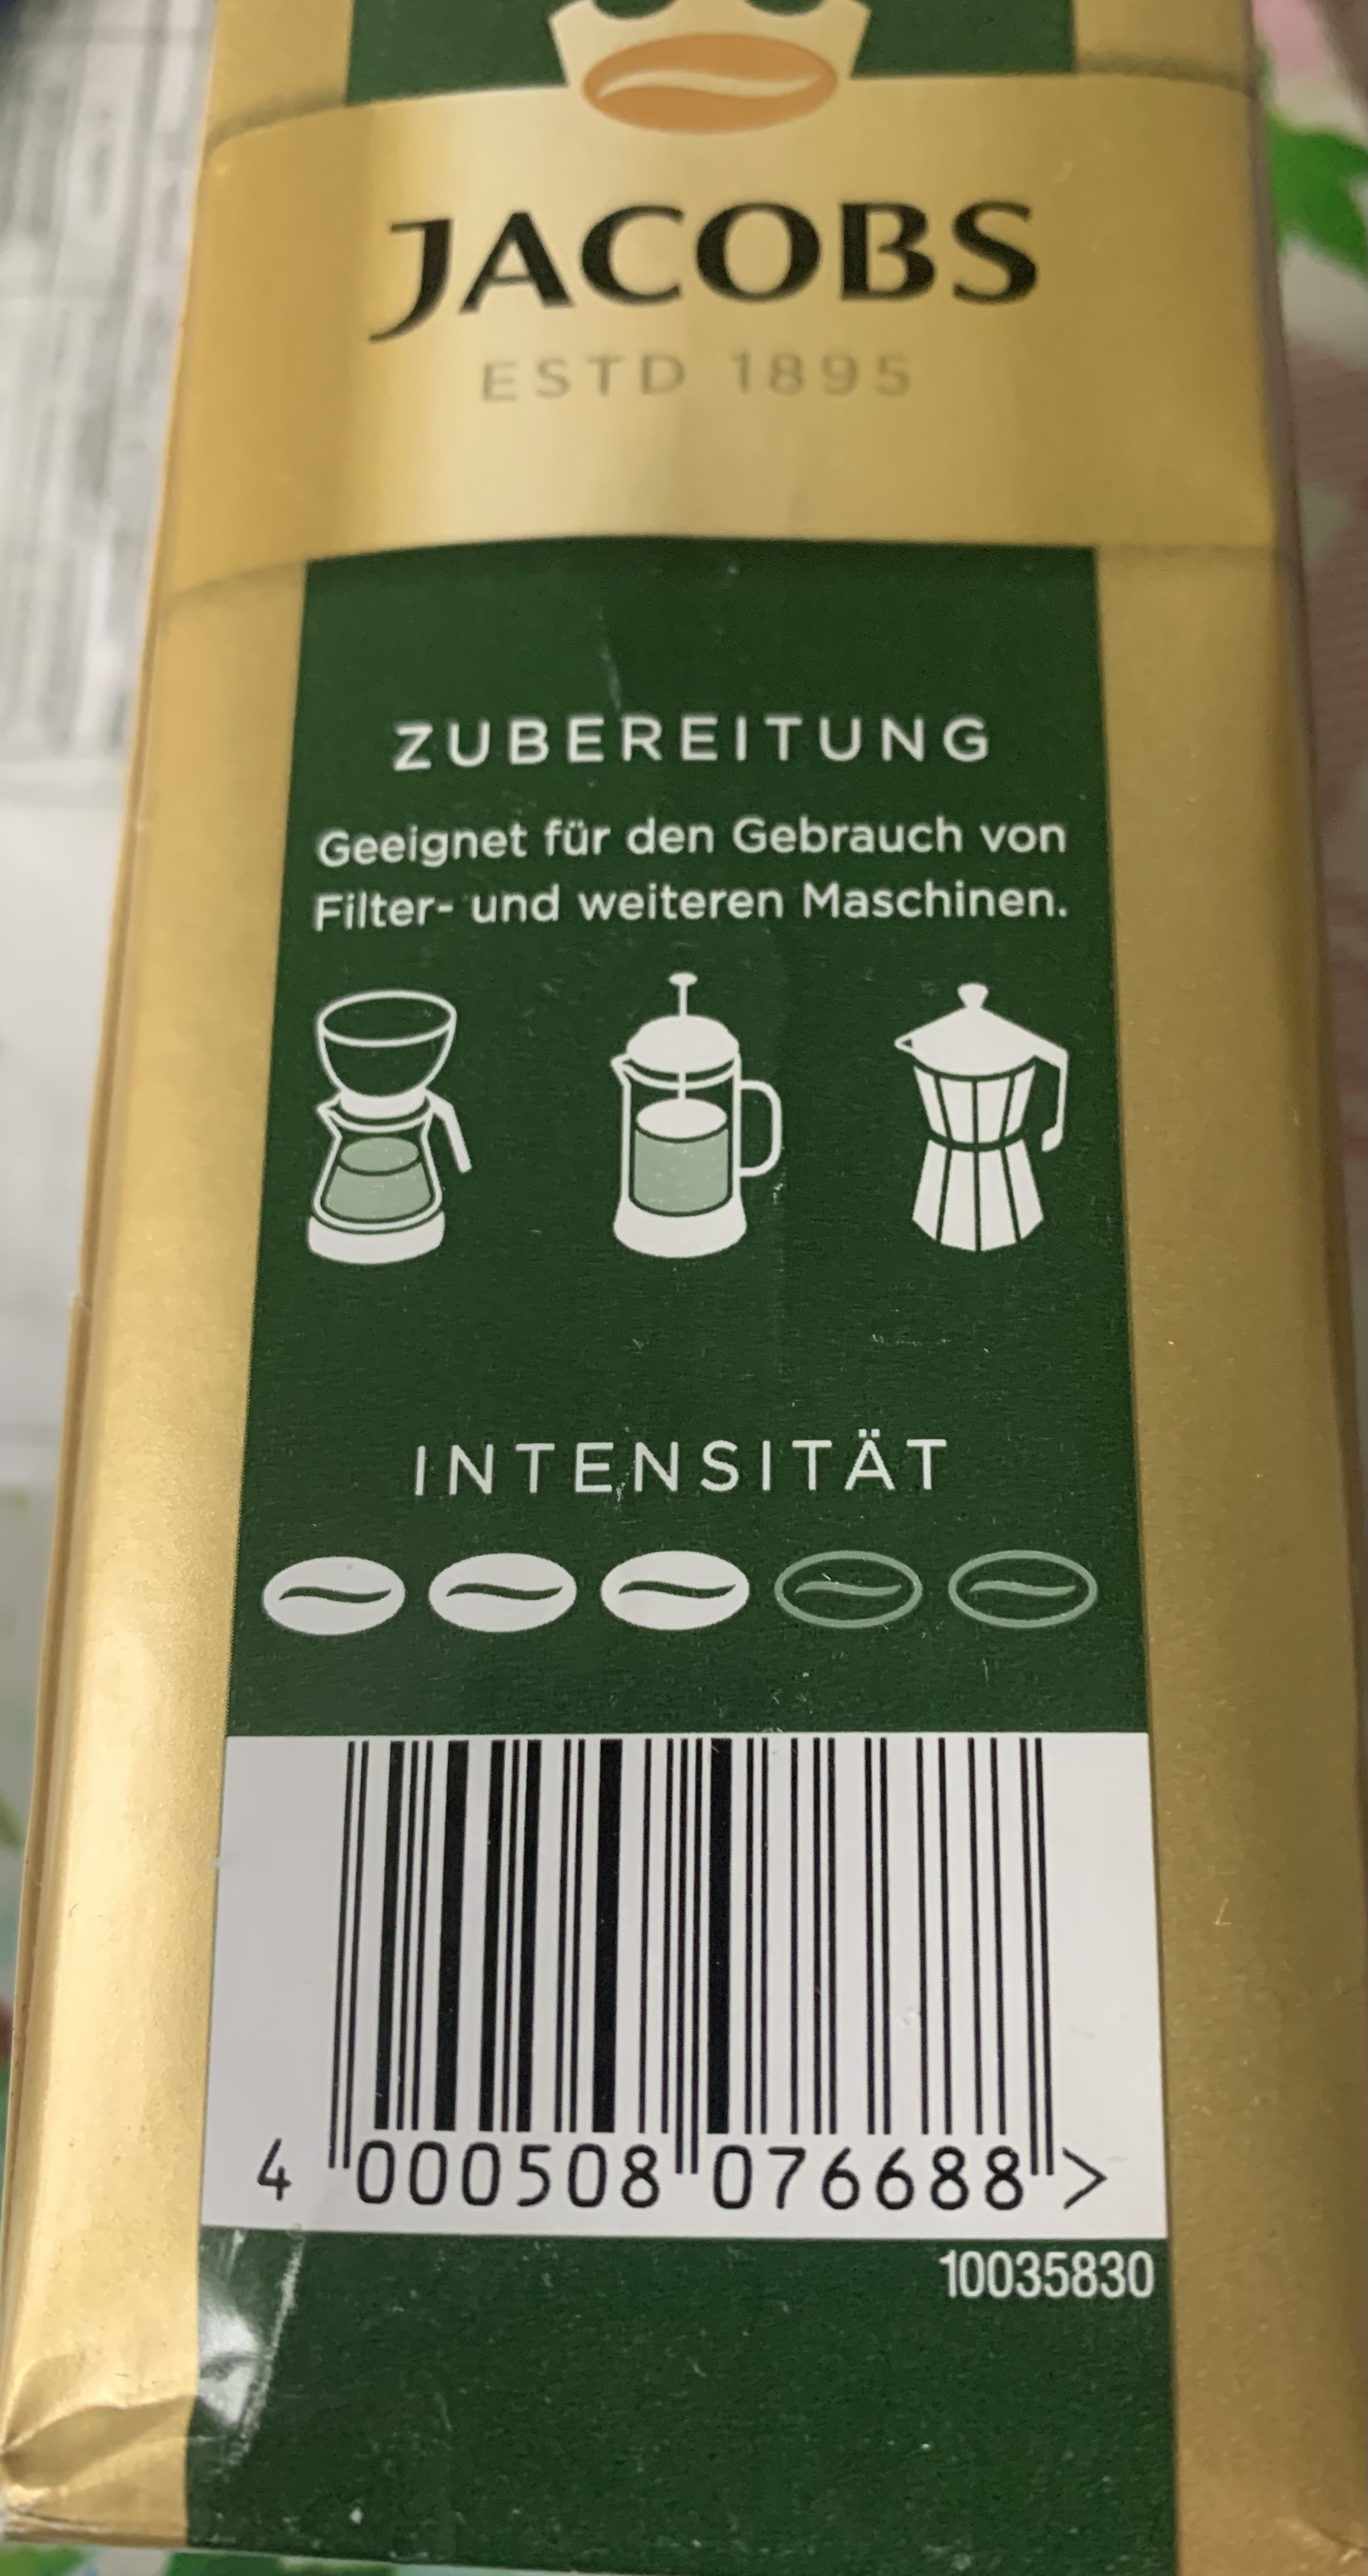 JACOBS
ESTD 1895
ZUBEREITUNG
Geeignet für den Gebrauch von
Filter- und weiteren Maschinen.
INTENSITÄT
4 000508 076688 >
10035830